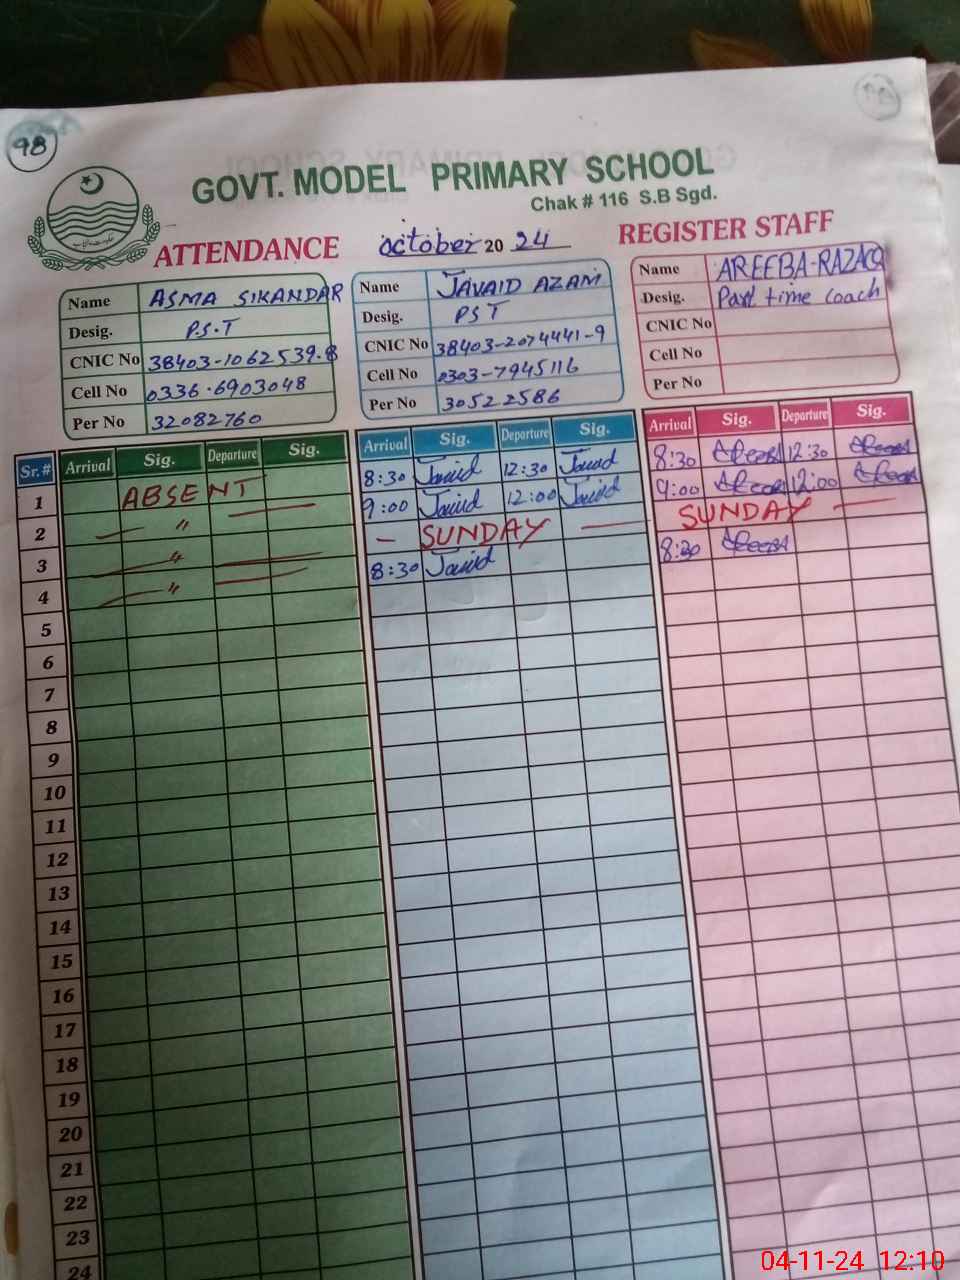 98
GOVT. MODEL PRIMARY SCHOOL
Chak # 116 S.B Sgd.
ATTENDANCE October 2024 REGISTER STAFF
Name ASMA SIKANDAR
Desig. P.S.T
CNIC No 38403-1062539-8
Cell No 0336-6903048
Per No 32082760
Name JAVAID AZAM
Desig. PST
CNIC No 38403-2074441-9
Cell No 0303-7945116
Per No 30522586
Name AREEBA-RAZACQ
Desig. Part time Coach
CNIC No
Cell No
Per No
Sr.# Arrival Sig. Departure Sig. Arrival Sig. Departure Sig. Arrival Sig. Departure Sig.
1 ABSENT 8:30 Javid 12:30 Javid 8:30 12:30
2 — " — 9:00 Javid 12:00 Javid 9:00 12:00
3 — " — – SUNDAY — SUNDAY —
4 — " — 8:30 Javid 8:30
5
6
7
8
9
10
11
12
13
14
15
16
17
18
19
20
21
22
23
24
04-11-24 12:10